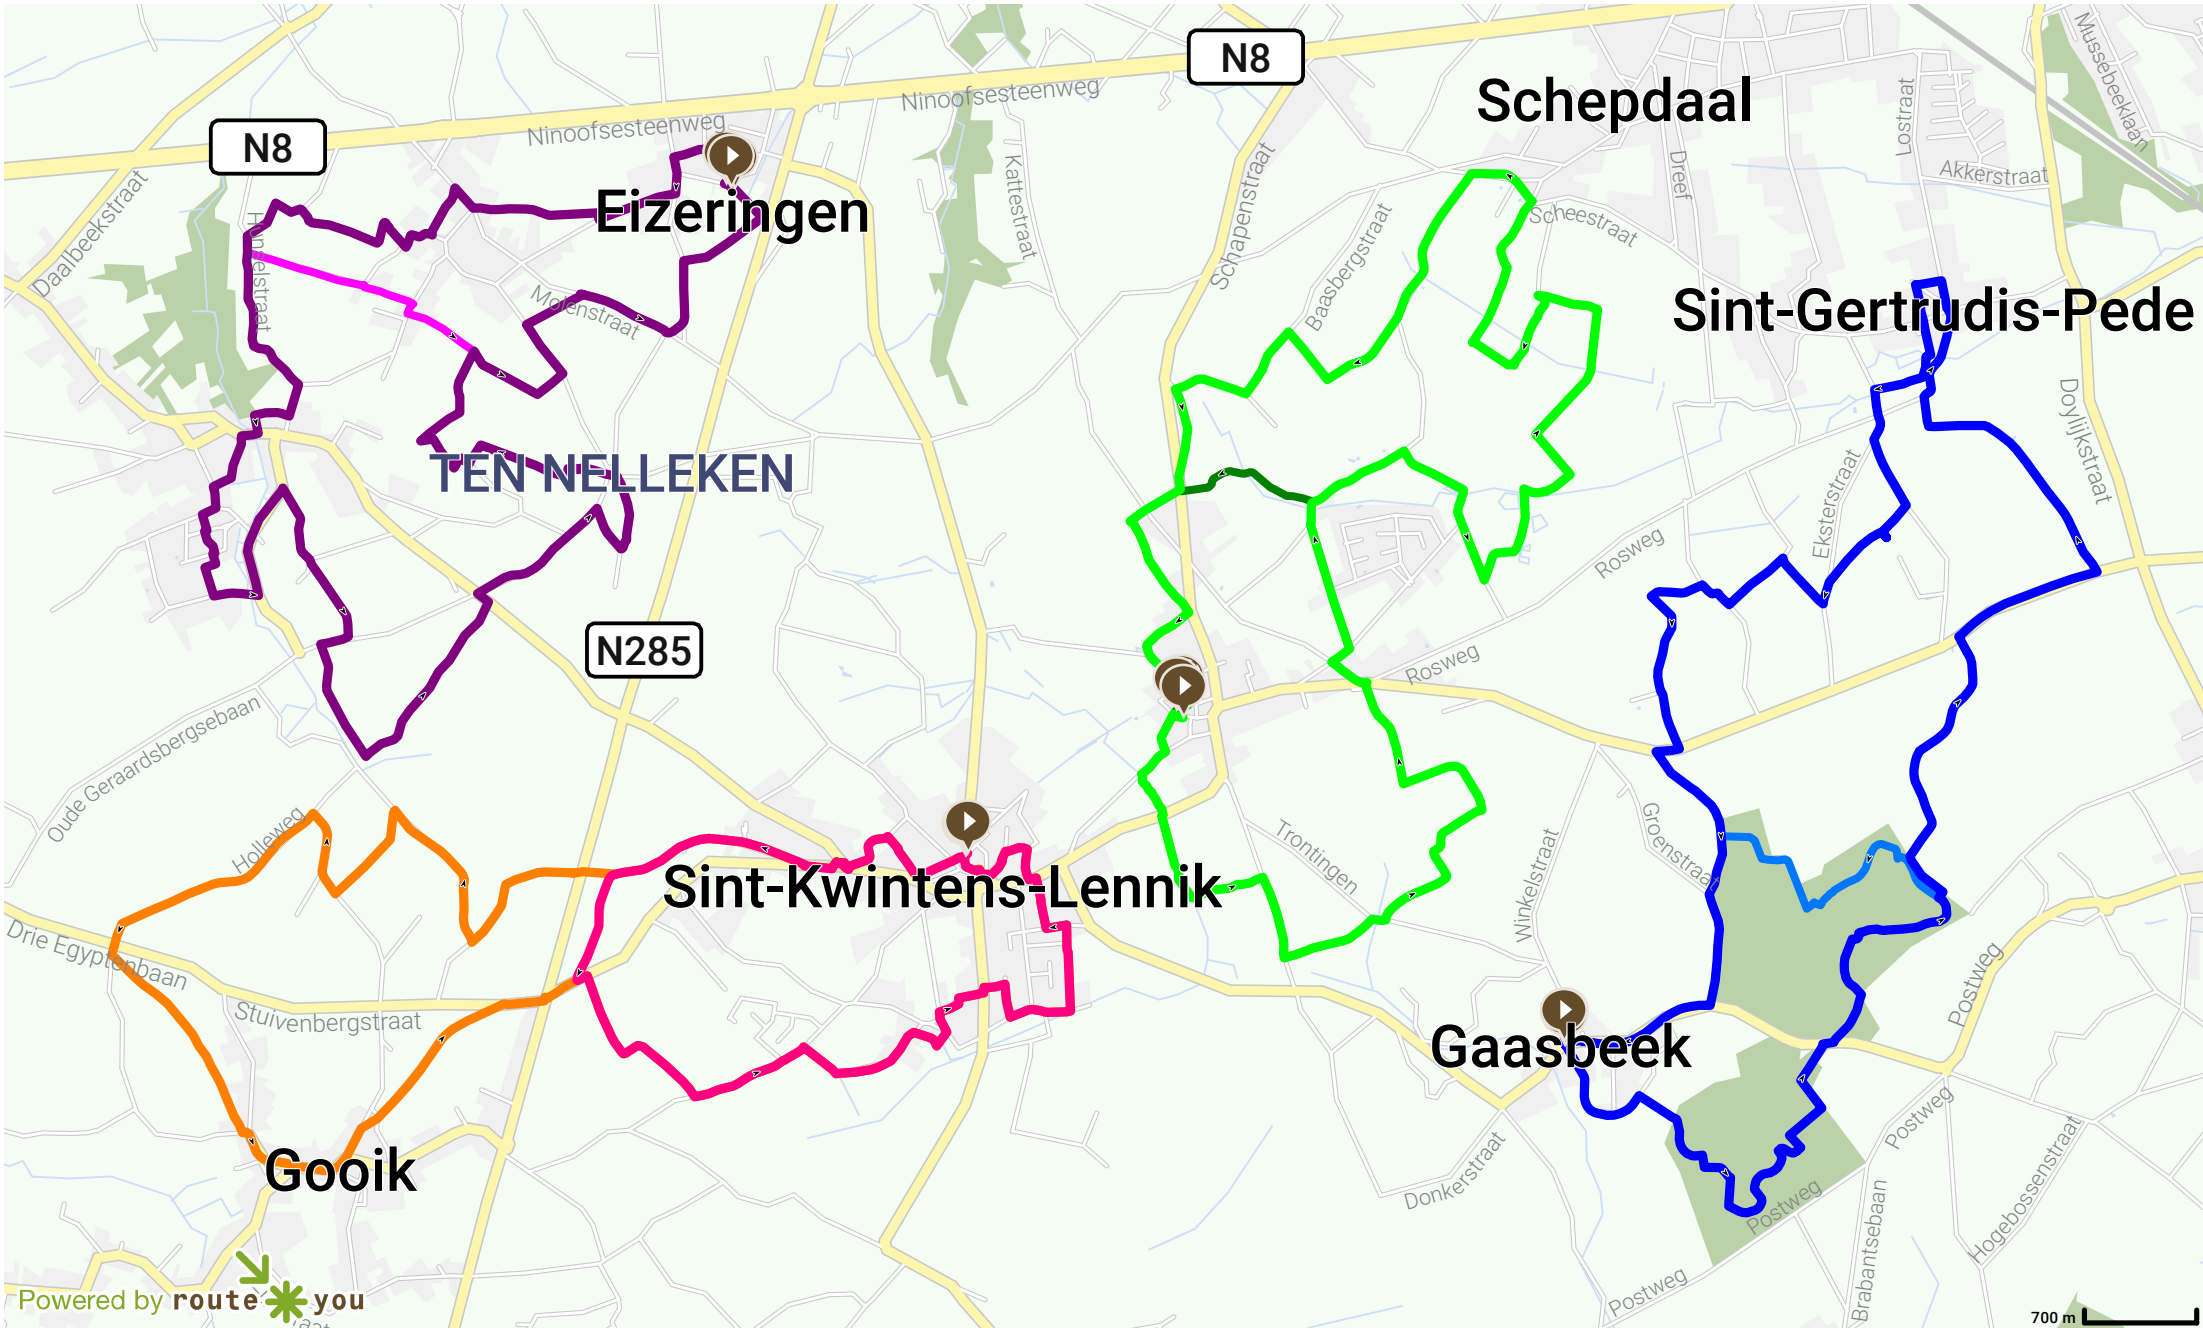 N8
Schepdaal
Mussebeeklaan
Ninoofsesteenweg
Lostraat
Ninoofsesteenweg
N8
Kattestraat
Dreef
Akkerstraat
Daalbeekstraat
Eizeringen
Schapenstraat
Scheestraat
Baasbergstraat
Molenstraat
Sint-Gertrudis-Pede
Doylijkstraat
TEN NELLEKEN
Eksterstraat
Rosweg
N285
Rosweg
Oude Geraardsbergsebaan
Holleweg
Trontingen
Groenstraat
Winkelstraat
Sint-Kwintens-Lennik
Drie Egyptenbaan
Stuivenbergstraat
Postweg
Gaasbeek
Postweg
Gooik
Donkerstraat
Postweg
Hogebossenstraat
Brabantsebaan
Postweg
Powered by route you
700 m